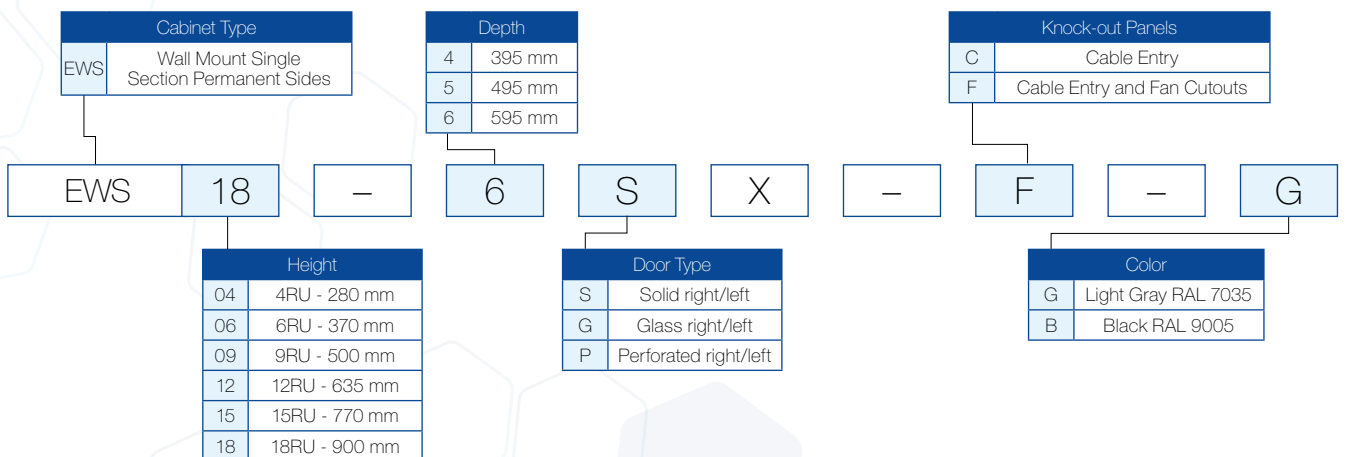 Cabinet Type
EWS Wall Mount Single
Section Permanent Sides
Depth
4 395 mm
5 495 mm
6 595 mm
Knock-out Panels
C Cable Entry
F Cable Entry and Fan Cutouts
EWS 18 – 6 S X – F – G
Height
04 4RU - 280 mm
06 6RU - 370 mm
09 9RU - 500 mm
12 12RU - 635 mm
15 15RU - 770 mm
18 18RU - 900 mm
Door Type
S Solid right/left
G Glass right/left
P Perforated right/left
Color
G Light Gray RAL 7035
B Black RAL 9005